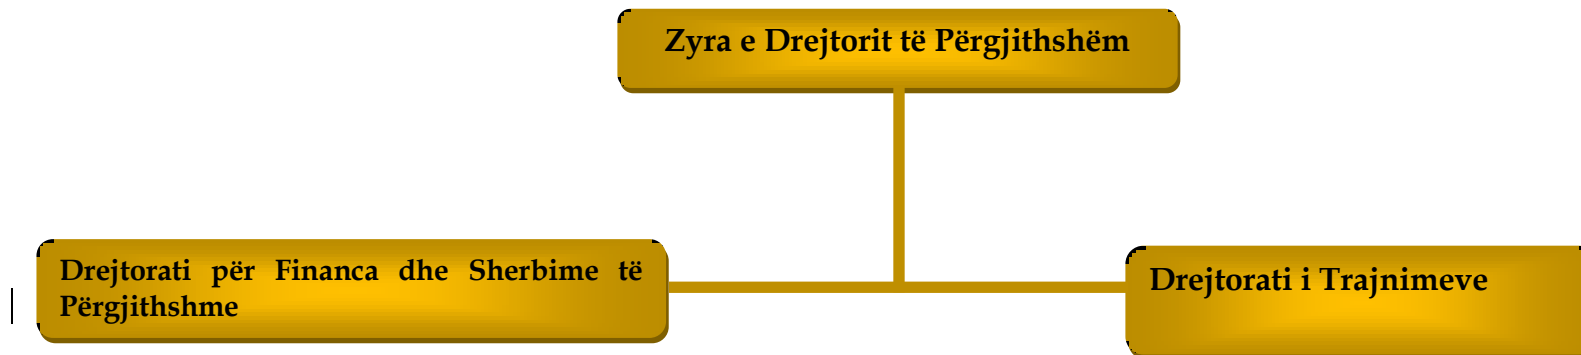 Zyra e Drejtorit të Përgjithshëm
Drejtorati për Financa dhe Sherbime të
Përgjithshme
Drejtorati i Trajnimeve